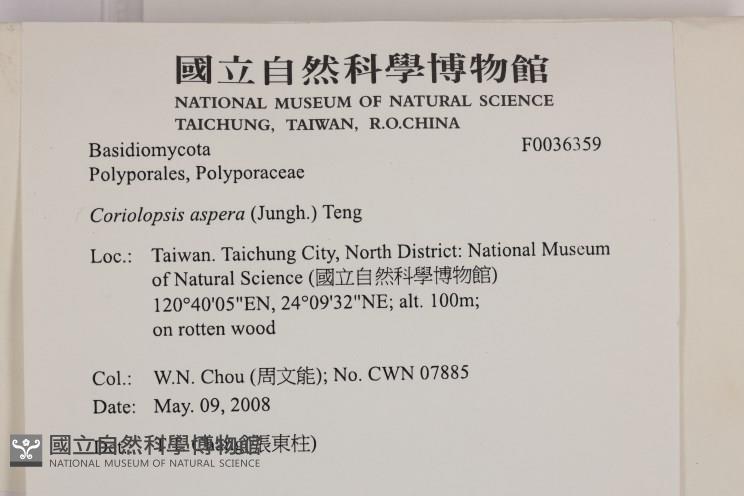 國立自然科學博物館
NATIONAL MUSEUM OF NATURAL SCIENCE
TAICHUNG, TAIWAN, R.O.CHINA
Basidiomycota F0036359
Polyporales, Polyporaceae
Coriolopsis aspera (Jungh.) Teng
Loc.: Taiwan. Taichung City, North District: National Museum
of Natural Science (國立自然科學博物館)
120°40'05"EN, 24°09'32"NE; alt. 100m;
on rotten wood
Col.: W.N. Chou (周文能); No. CWN 07885
Date: May. 09, 2008
張東柱)
國立自然科學博物館
NATIONAL MUSEUM OF NATURAL SCIENCE